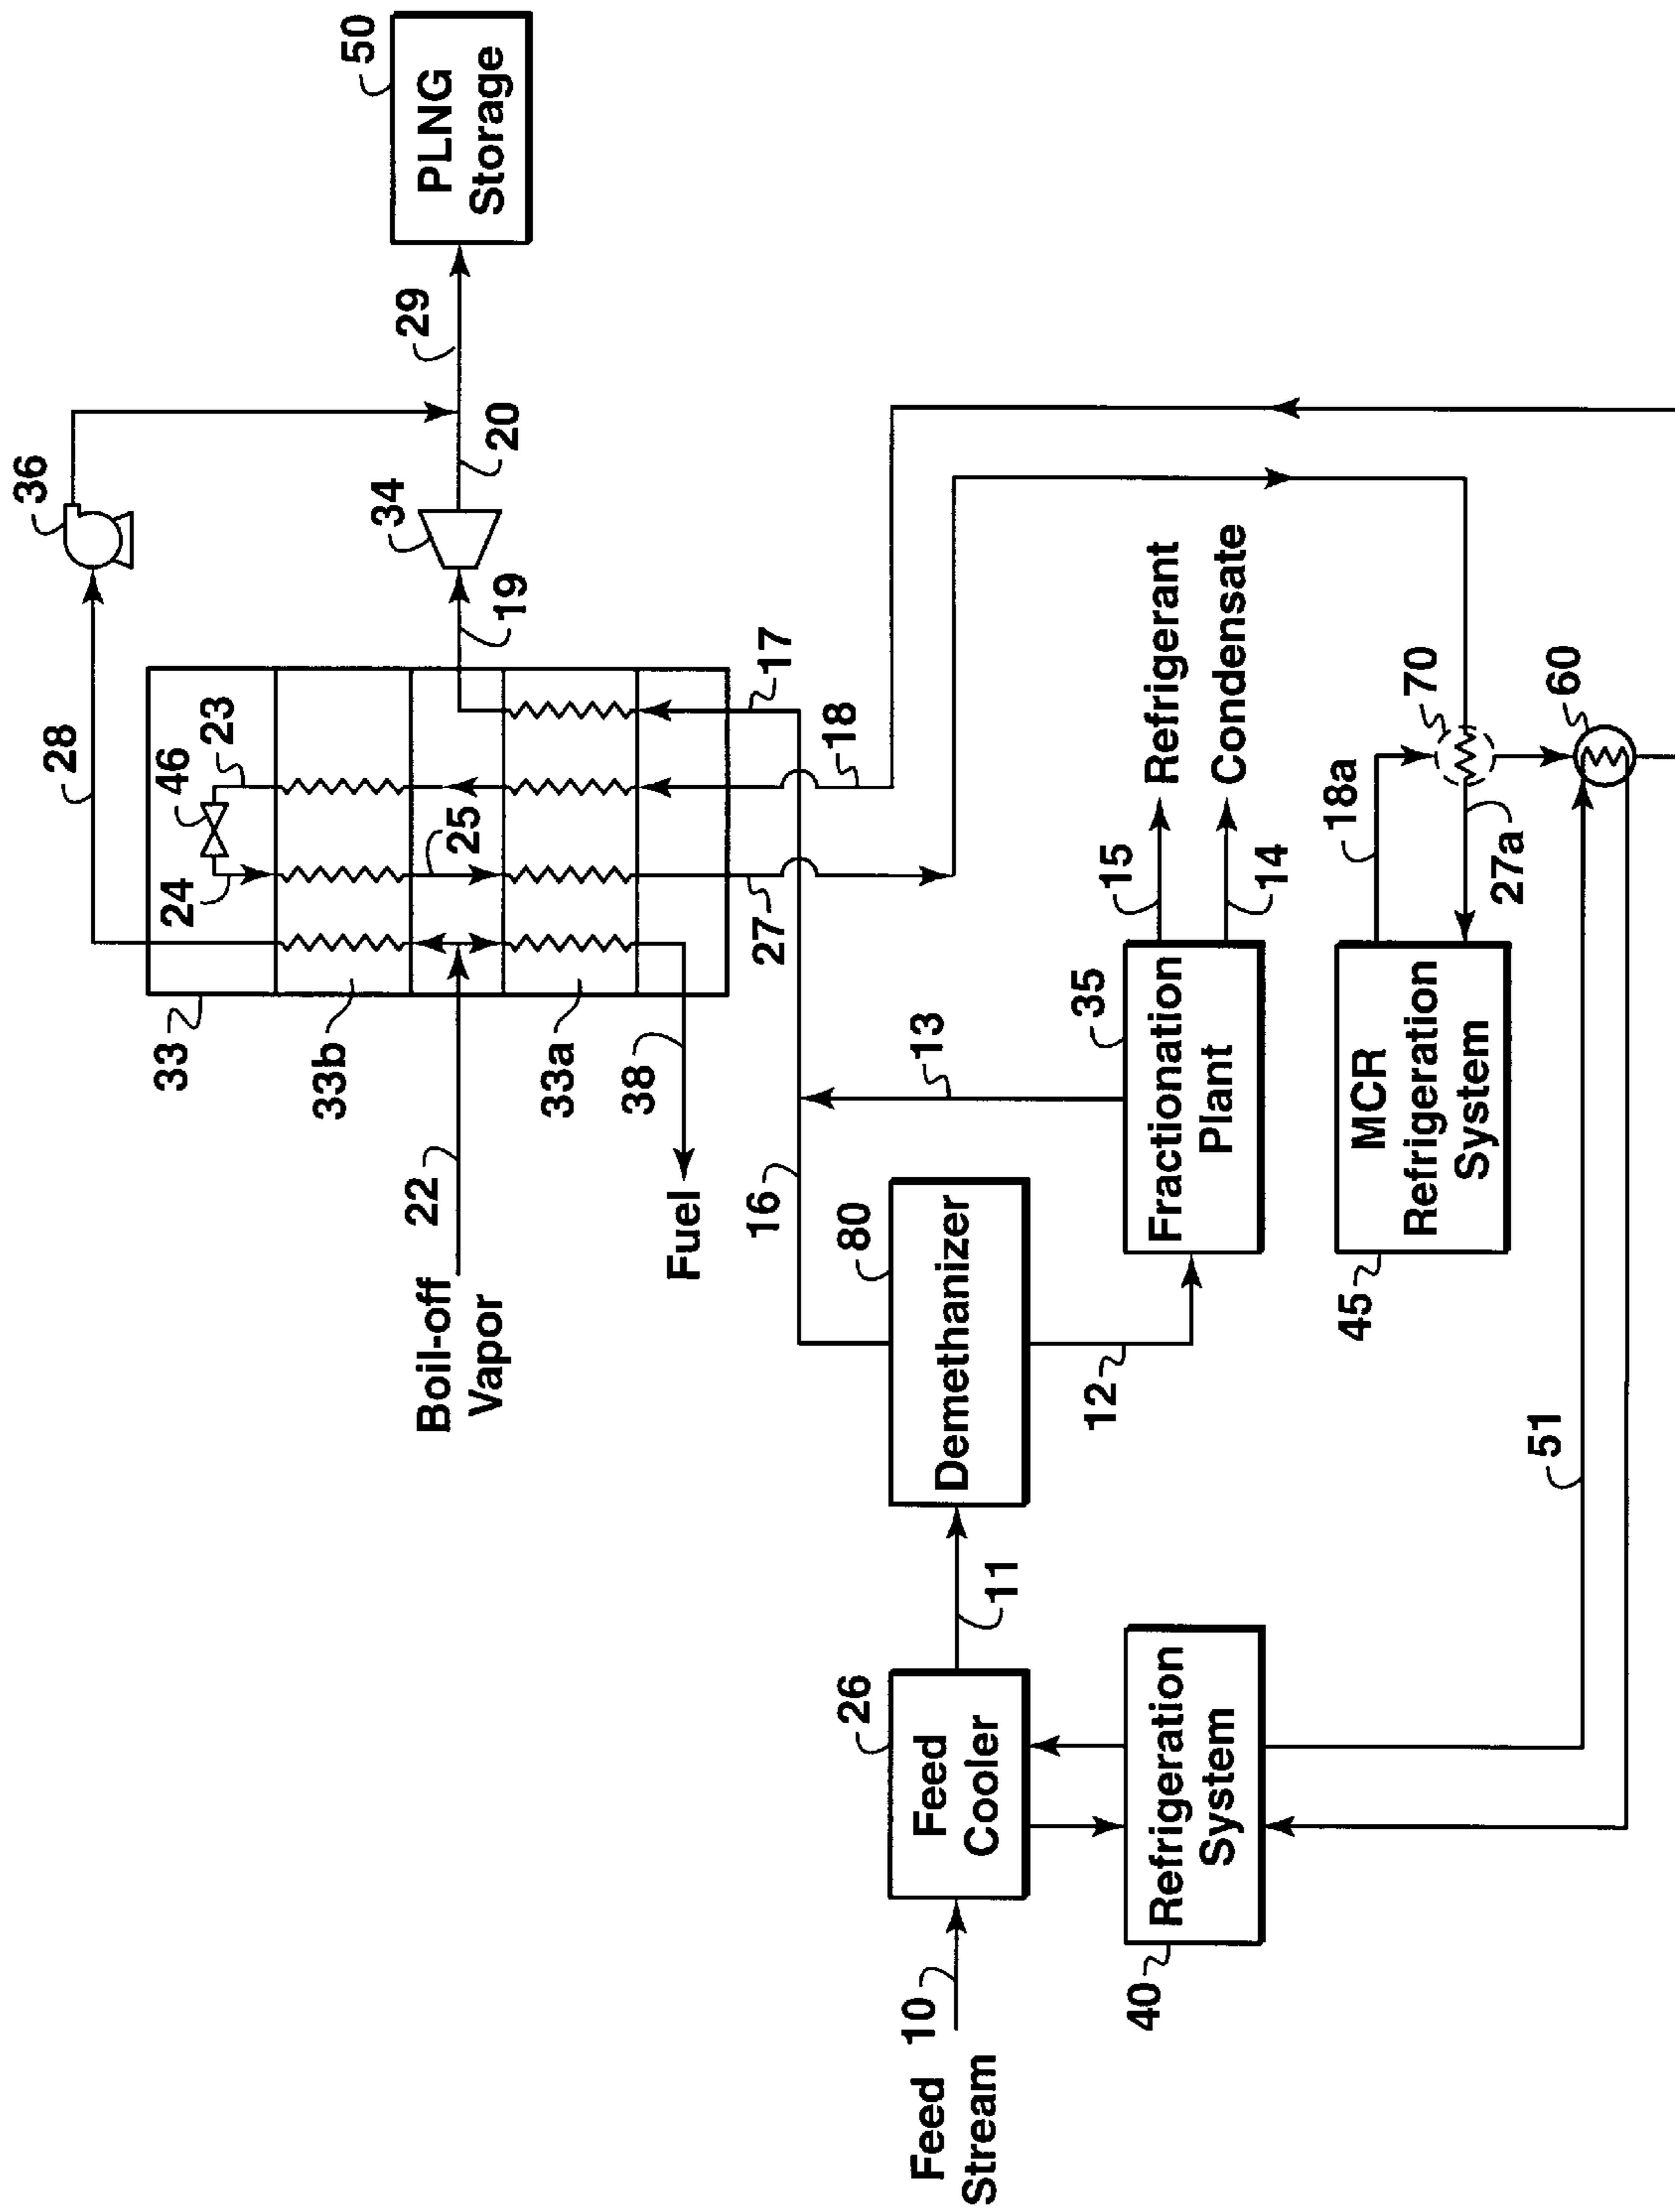 Feed
Stream
10
Feed
Cooler
26
11
Refrigeration
System
40
51
Demethanizer
80
12
16
13
Fractionation
Plant
35
15
Refrigerant
14
Condensate
MCR
Refrigeration
System
45
18a
27a
70
60
Boil-off
Vapor
22
Fuel
38
33
33b
33a
28
24
46
23
25
27
18
17
19
34
36
20
29
PLNG
Storage
50